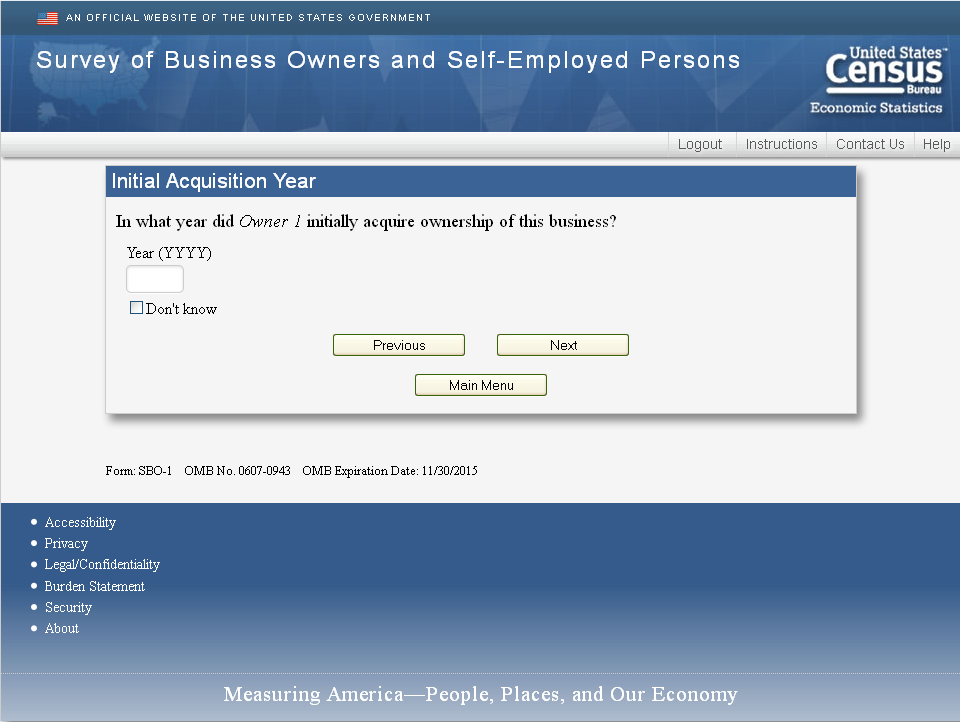 AN OFFICIAL WEBSITE OF THE UNITED STATES GOVERNMENT
Survey of Business Owners and Self-Employed Persons
United States™
Census
Bureau
Economic Statistics
Logout Instructions Contact Us Help
Initial Acquisition Year
In what year did Owner 1 initially acquire ownership of this business?
Year (YYYY)
Don't know
Previous Next
Main Menu
Form: SBO-1 OMB No. 0607-0943 OMB Expiration Date: 11/30/2015
Accessibility
Privacy
Legal/Confidentiality
Burden Statement
Security
About
Measuring America—People, Places, and Our Economy